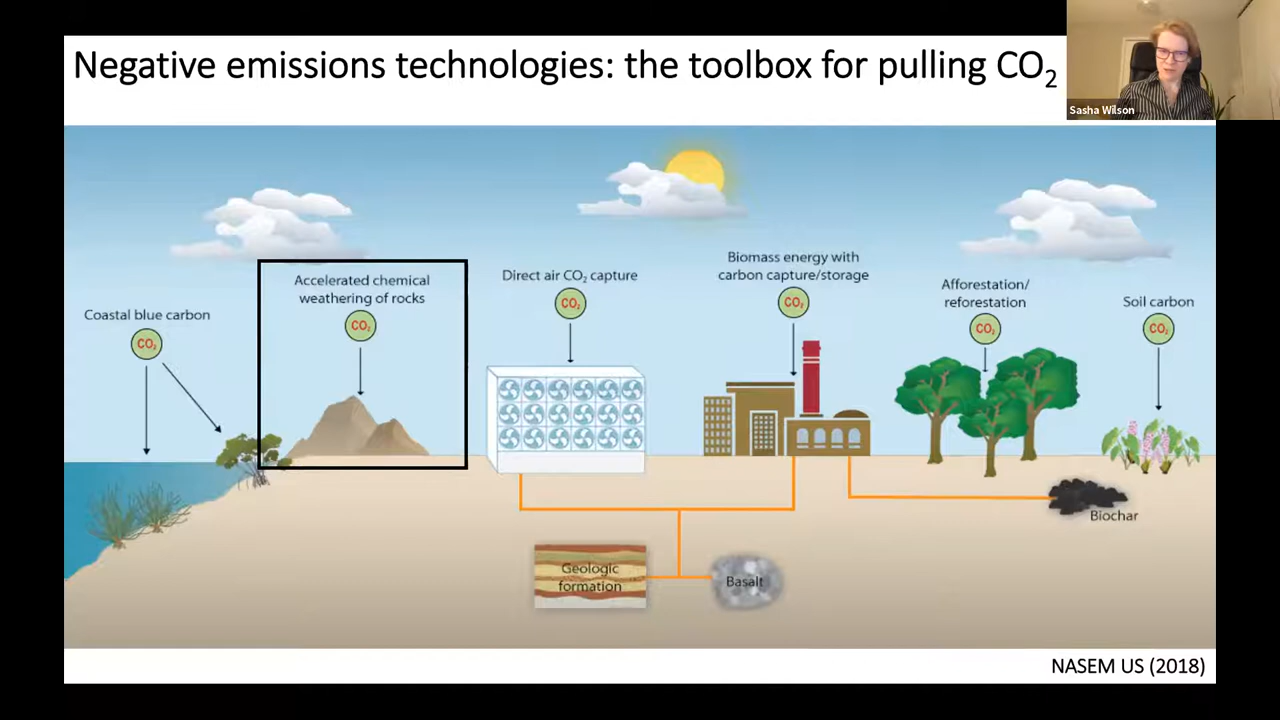 Negative emissions technologies: the toolbox for pulling CO₂
Sasha Wilson
Coastal blue carbon
CO₂
Accelerated chemical
weathering of rocks
CO₂
Direct air CO₂ capture
CO₂
Biomass energy with
carbon capture/storage
CO₂
Afforestation/
reforestation
CO₂
Soil carbon
CO₂
Geologic
formation
Basalt
Biochar
NASEM US (2018)